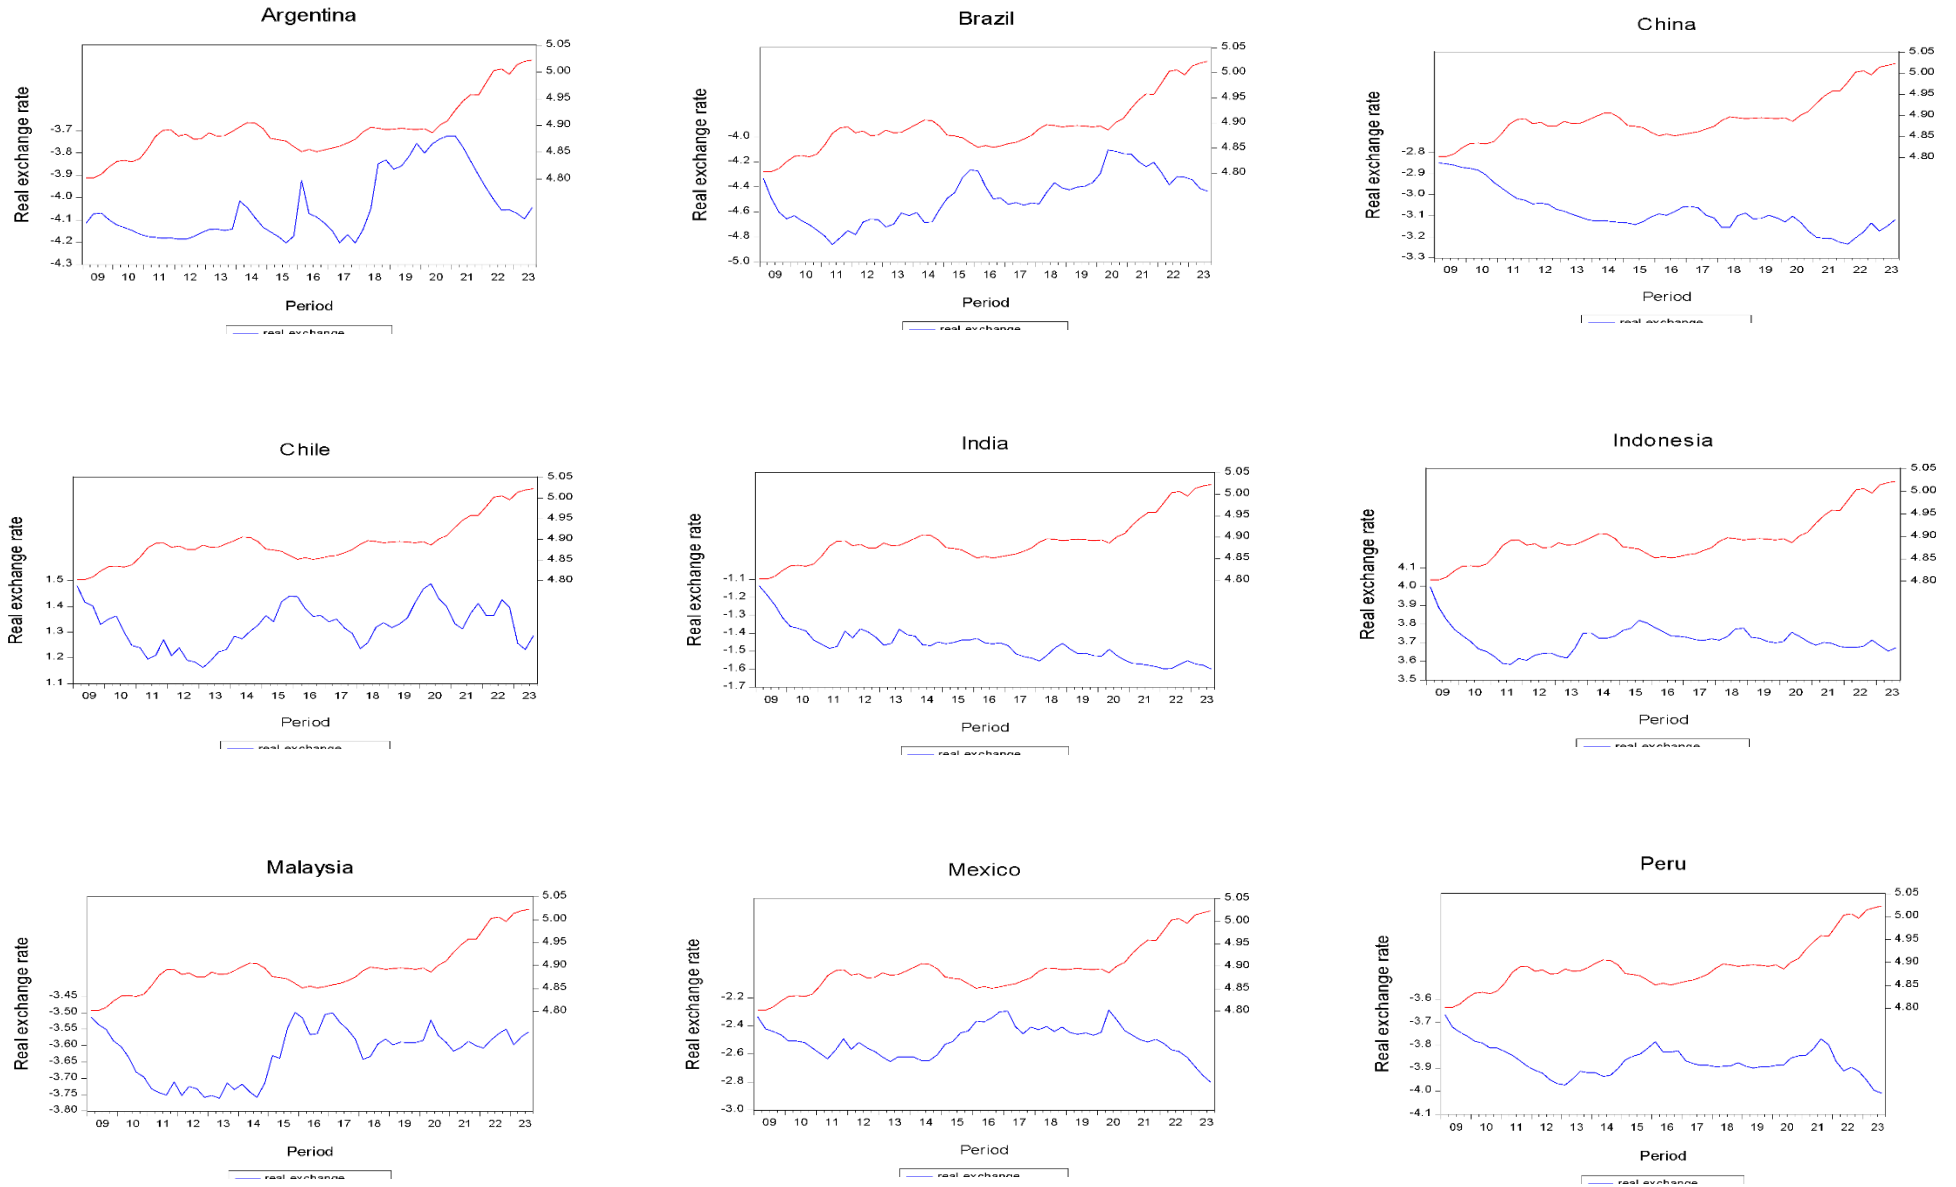 Argentina
Real exchange rate
5.05
5.00
4.95
4.90
4.85
4.80
-3.7
-3.8
-3.9
-4.0
-4.1
-4.2
-4.3
09 10 11 12 13 14 15 16 17 18 19 20 21 22 23
Period
real exchange
Brazil
Real exchange rate
5.05
5.00
4.95
4.90
4.85
4.80
-4.0
-4.2
-4.4
-4.6
-4.8
-5.0
09 10 11 12 13 14 15 16 17 18 19 20 21 22 23
Period
real exchange
China
Real exchange rate
5.05
5.00
4.95
4.90
4.85
4.80
-2.8
-2.9
-3.0
-3.1
-3.2
-3.3
09 10 11 12 13 14 15 16 17 18 19 20 21 22 23
Period
real exchange
Chile
Real exchange rate
5.05
5.00
4.95
4.90
4.85
4.80
1.5
1.4
1.3
1.2
1.1
09 10 11 12 13 14 15 16 17 18 19 20 21 22 23
Period
real exchange
India
Real exchange rate
5.05
5.00
4.95
4.90
4.85
4.80
-1.1
-1.2
-1.3
-1.4
-1.5
-1.6
-1.7
09 10 11 12 13 14 15 16 17 18 19 20 21 22 23
Period
real exchange
Indonesia
Real exchange rate
5.05
5.00
4.95
4.90
4.85
4.80
4.1
4.0
3.9
3.8
3.7
3.6
3.5
09 10 11 12 13 14 15 16 17 18 19 20 21 22 23
Period
real exchange
Malaysia
Real exchange rate
5.05
5.00
4.95
4.90
4.85
4.80
-3.45
-3.50
-3.55
-3.60
-3.65
-3.70
-3.75
-3.80
09 10 11 12 13 14 15 16 17 18 19 20 21 22 23
Period
real exchange
Mexico
Real exchange rate
5.05
5.00
4.95
4.90
4.85
4.80
-2.2
-2.4
-2.6
-2.8
-3.0
09 10 11 12 13 14 15 16 17 18 19 20 21 22 23
Period
real exchange
Peru
Real exchange rate
5.05
5.00
4.95
4.90
4.85
4.80
-3.6
-3.7
-3.8
-3.9
-4.0
-4.1
09 10 11 12 13 14 15 16 17 18 19 20 21 22 23
Period
real exchange